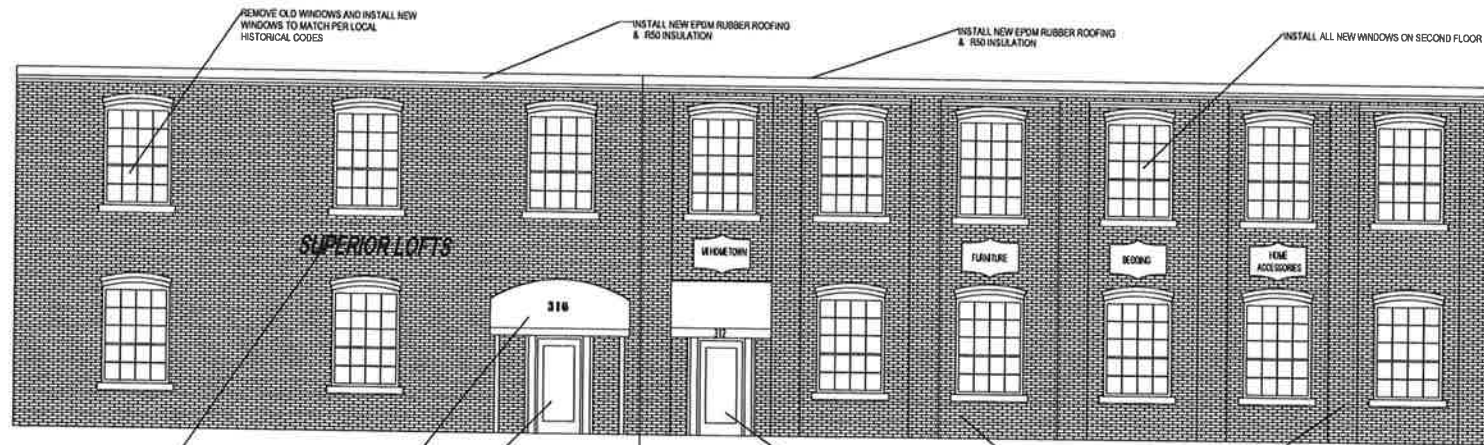 REMOVE OLD WINDOWS AND INSTALL NEW
WINDOWS TO MATCH PER LOCAL
HISTORICAL CODES
INSTALL NEW EPDM RUBBER ROOFING
& R50 INSULATION
INSTALL NEW EPDM RUBBER ROOFING
& R50 INSULATION
INSTALL ALL NEW WINDOWS ON SECOND FLOOR
SUPERIOR LOFTS
MI HOMETOWN
FURNITURE
BEDDING
HOME
ACCESSORIES
316
312